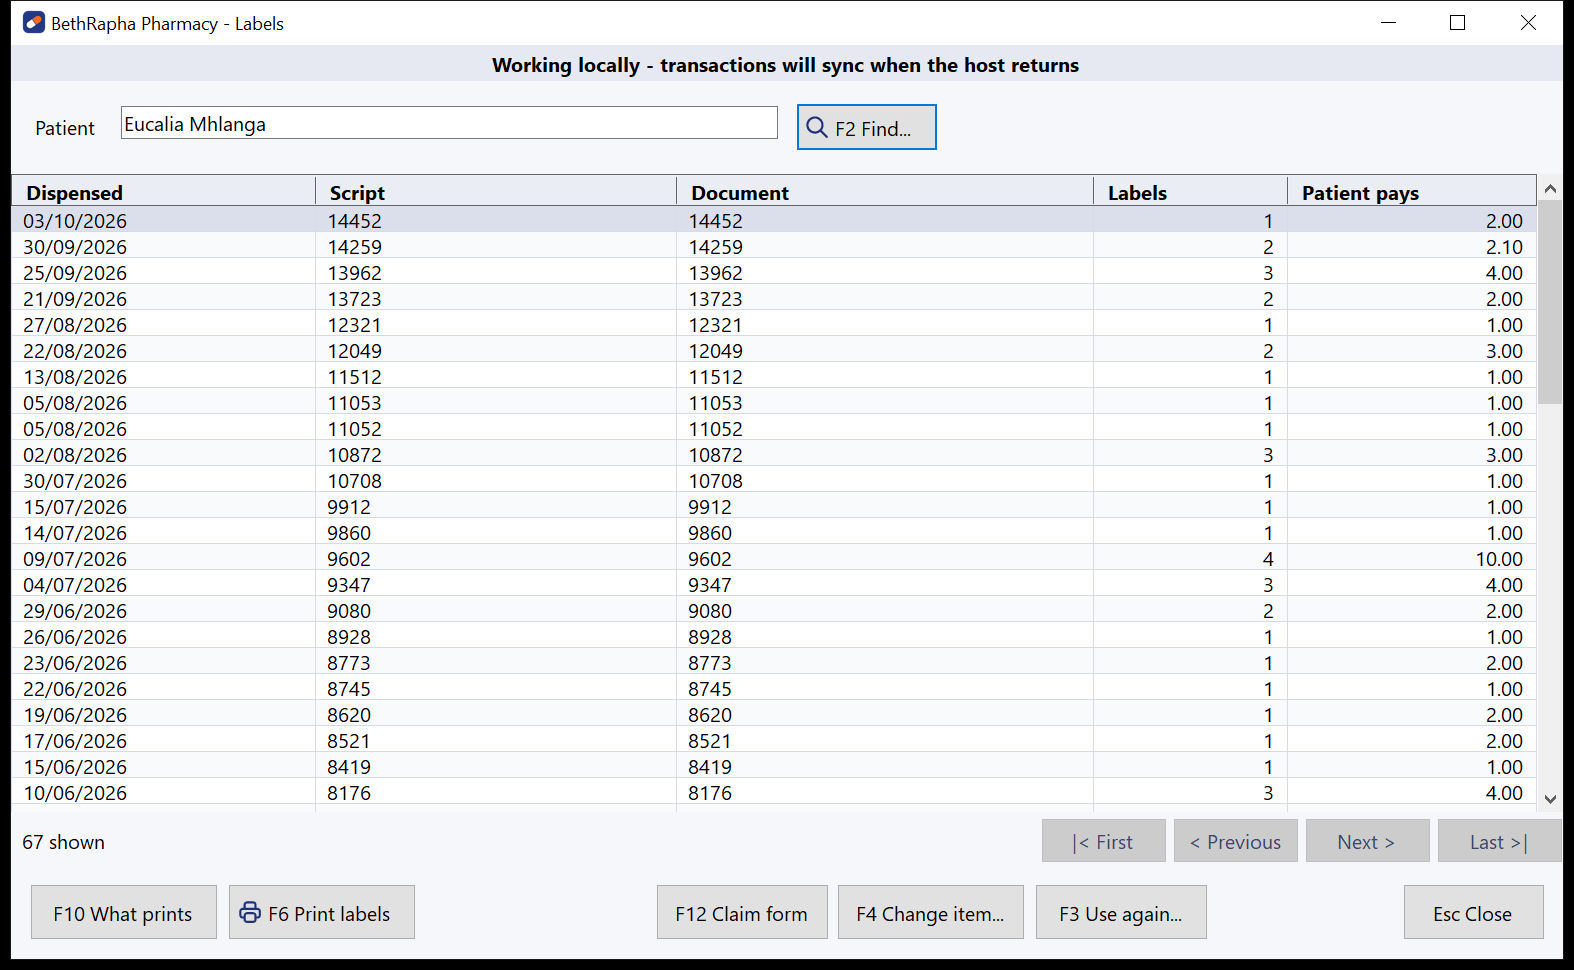 BethRapha Pharmacy - Labels
Working locally - transactions will sync when the host returns
Patient Eucalia Mhlanga F2 Find...
Dispensed Script Document Labels Patient pays
03/10/2026 14452 14452 1 2.00
30/09/2026 14259 14259 2 2.10
25/09/2026 13962 13962 3 4.00
21/09/2026 13723 13723 2 2.00
27/08/2026 12321 12321 1 1.00
22/08/2026 12049 12049 2 3.00
13/08/2026 11512 11512 1 1.00
05/08/2026 11053 11053 1 1.00
05/08/2026 11052 11052 1 1.00
02/08/2026 10872 10872 3 3.00
30/07/2026 10708 10708 1 1.00
15/07/2026 9912 9912 1 1.00
14/07/2026 9860 9860 1 1.00
09/07/2026 9602 9602 4 10.00
04/07/2026 9347 9347 3 4.00
29/06/2026 9080 9080 2 2.00
26/06/2026 8928 8928 1 1.00
23/06/2026 8773 8773 1 2.00
22/06/2026 8745 8745 1 1.00
19/06/2026 8620 8620 1 2.00
17/06/2026 8521 8521 1 2.00
15/06/2026 8419 8419 1 1.00
10/06/2026 8176 8176 3 4.00
67 shown |< First < Previous Next > Last >|
F10 What prints F6 Print labels F12 Claim form F4 Change item... F3 Use again... Esc Close